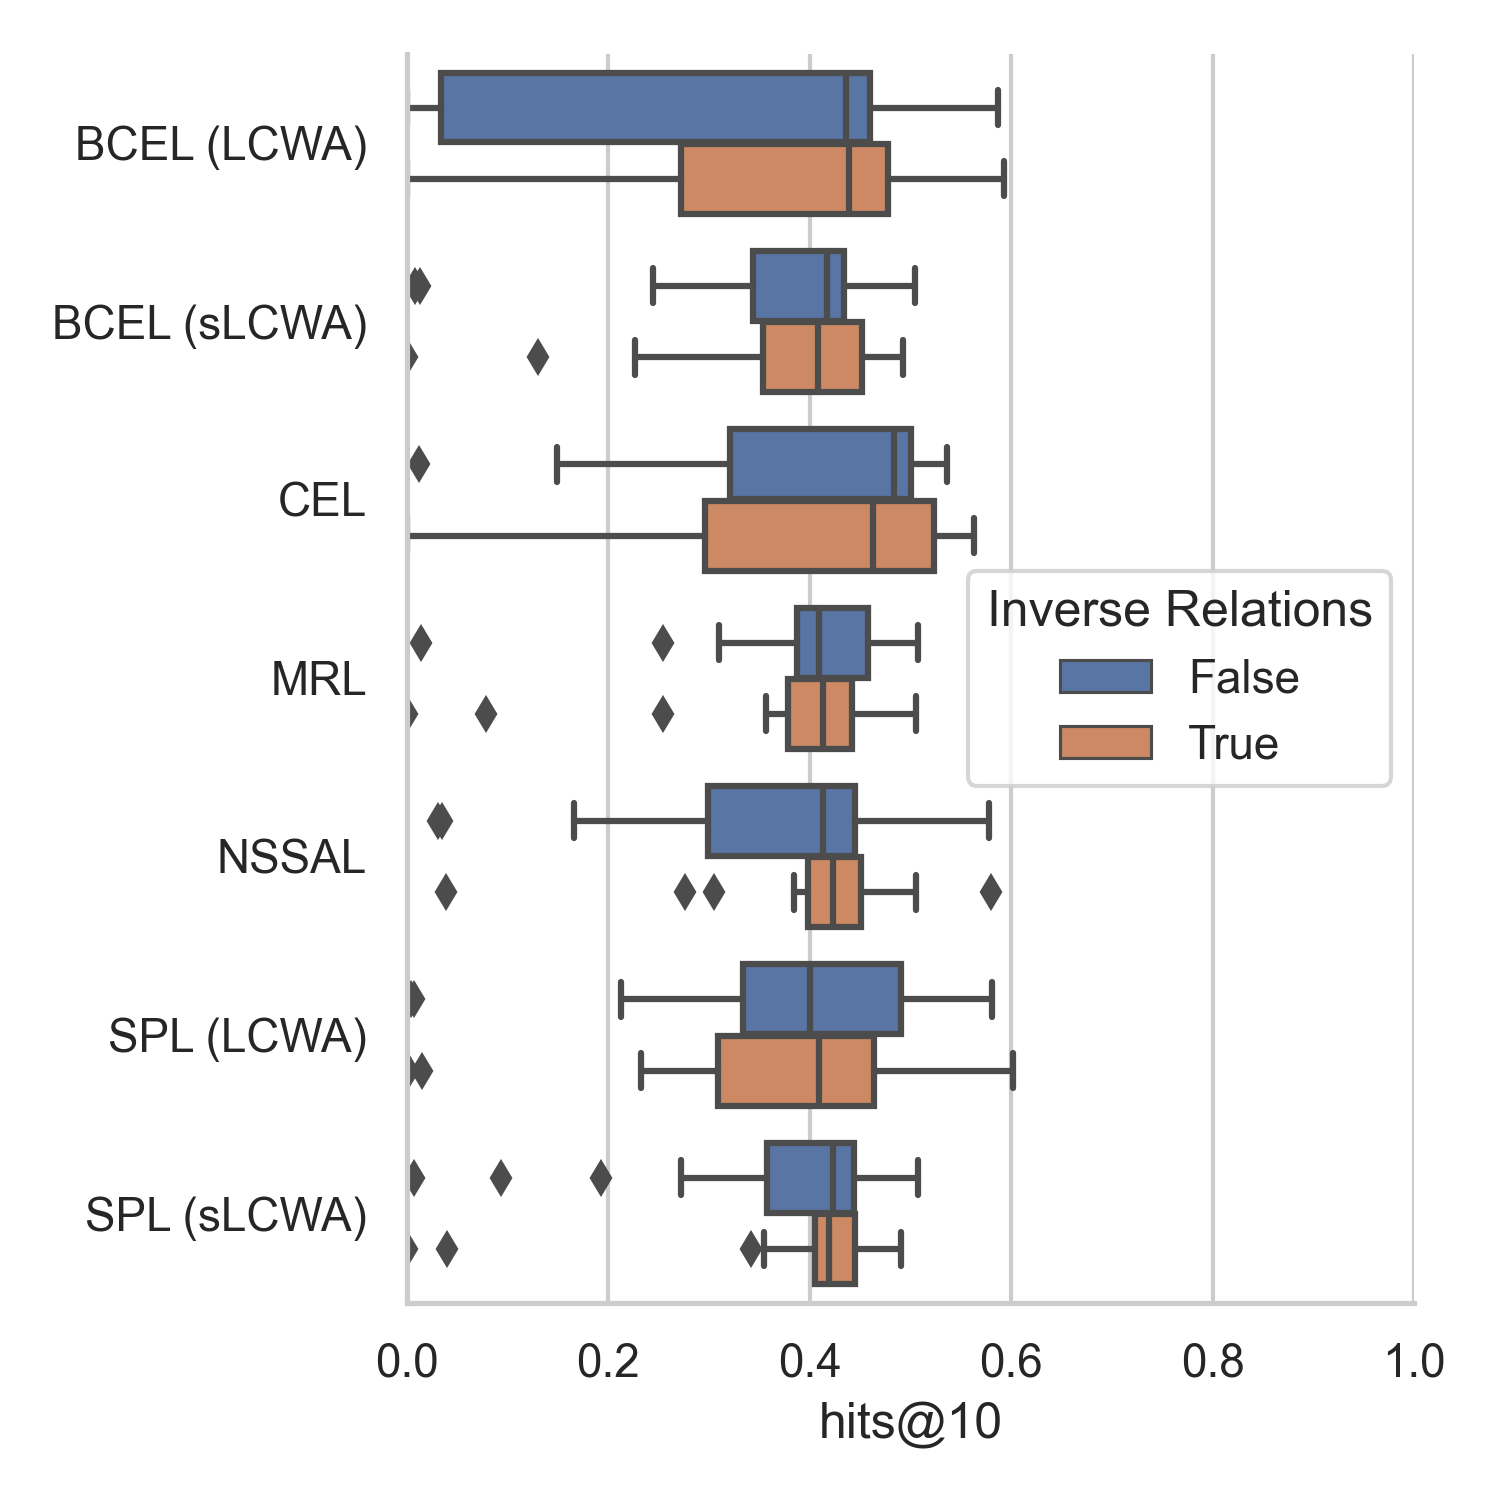 BCEL (LCWA)
BCEL (sLCWA)
CEL
MRL
NSSAL
SPL (LCWA)
SPL (sLCWA)
Inverse Relations
False
True
0.0 0.2 0.4 0.6 0.8 1.0
hits@10